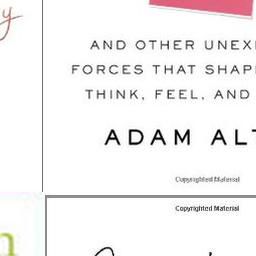 y
AND OTHER UNEX
FORCES THAT SHAP
THINK, FEEL, AND
ADAM ALT
Copyrighted Material
Copyrighted Material
n